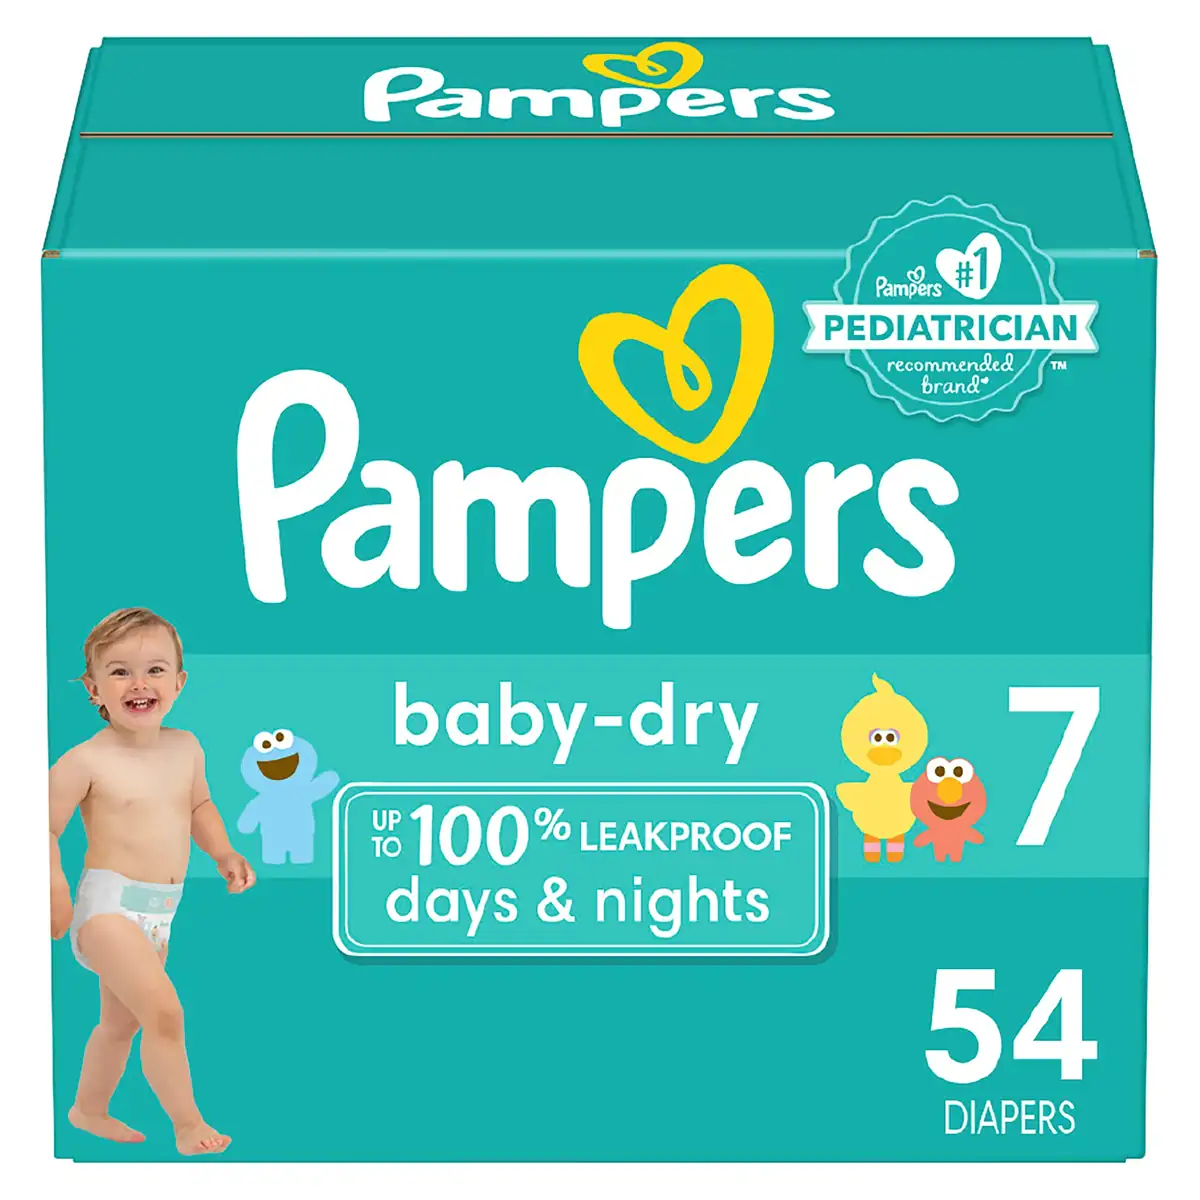 Pampers
Pampers #1
PEDIATRICIAN
recommended
brand*
TM
Pampers
baby-dry
7
UP TO 100% LEAKPROOF
days & nights
54
DIAPERS